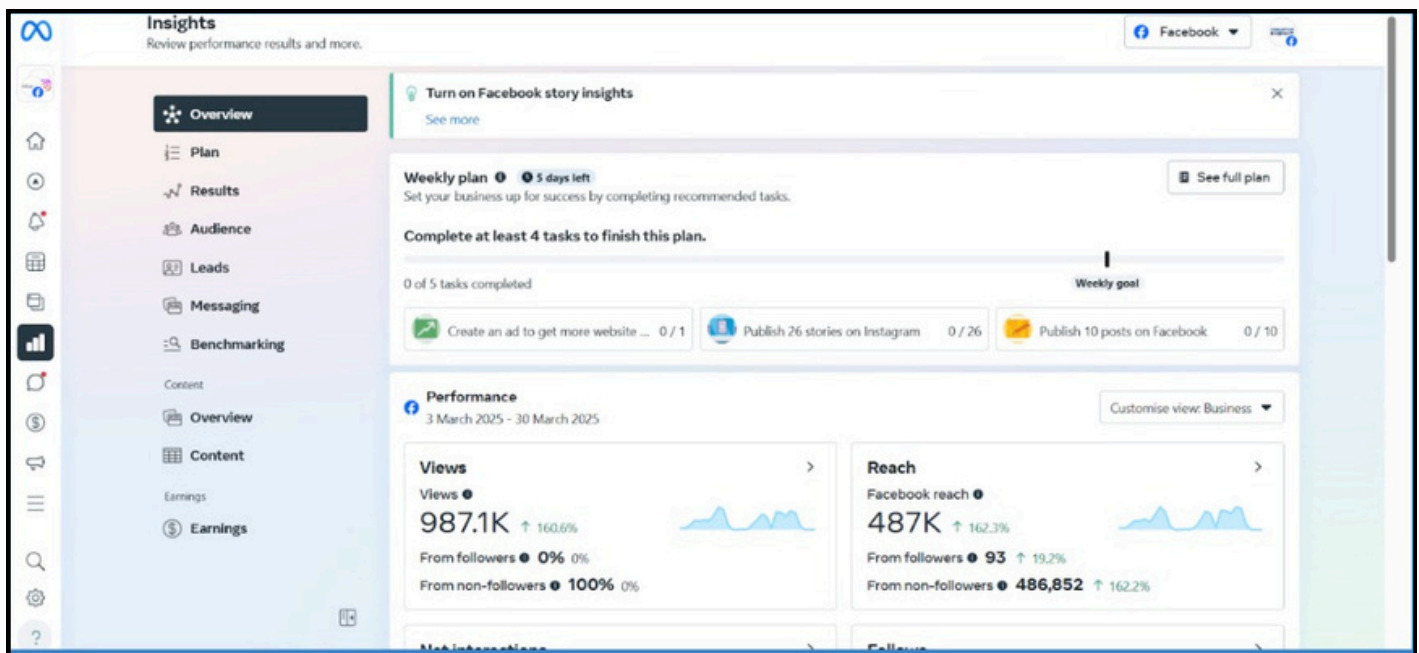 Insights
Review performance results and more.
Facebook
Overview
Plan
Results
Audience
Leads
Messaging
Benchmarking
Content
Overview
Content
Earnings
Earnings
Turn on Facebook story insights
See more
Weekly plan 5 days left
Set your business up for success by completing recommended tasks.
See full plan
Complete at least 4 tasks to finish this plan.
0 of 5 tasks completed
Weekly goal
Create an ad to get more website ... 0 / 1
Publish 26 stories on Instagram 0 / 26
Publish 10 posts on Facebook 0 / 10
Performance
3 March 2025 - 30 March 2025
Customise view: Business
Views
Views
987.1K ↑ 160.6%
From followers 0% 0%
From non-followers 100% 0%
Reach
Facebook reach
487K ↑ 162.3%
From followers 93 ↑ 19.2%
From non-followers 486,852 ↑ 162.2%